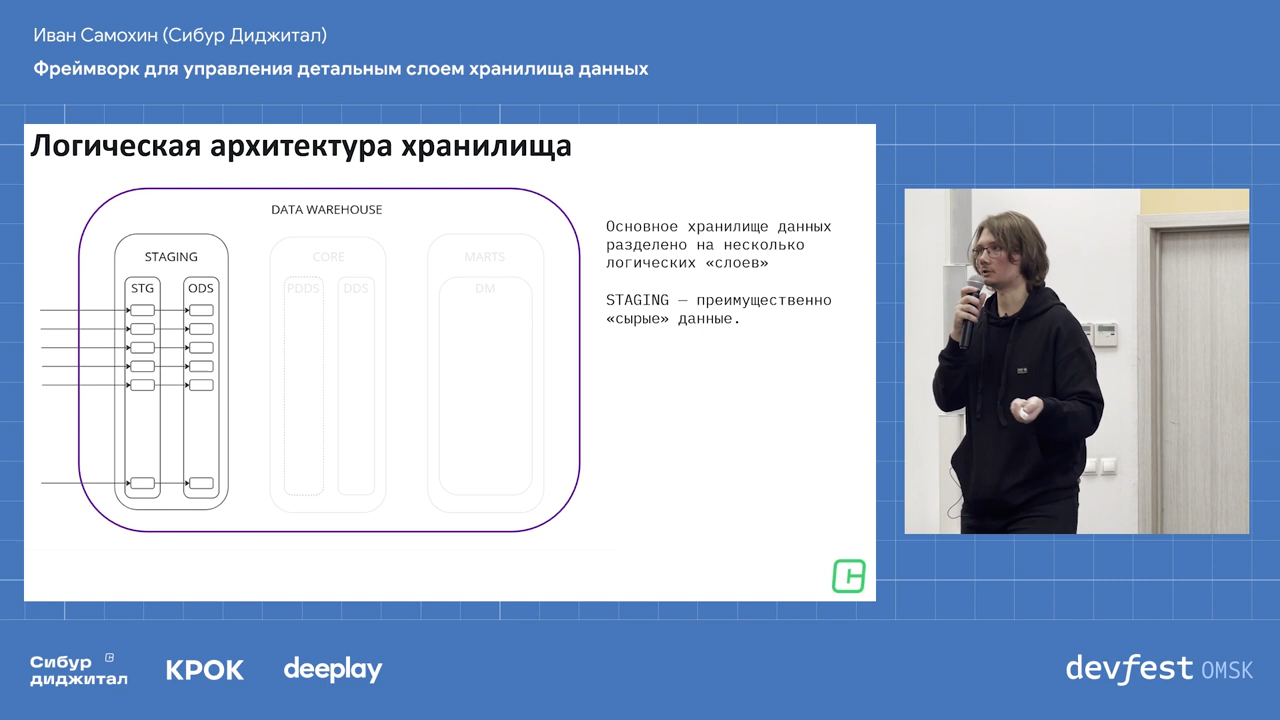 Иван Самохин (Сибур Диджитал)
Фреймворк для управления детальным слоем хранилища данных
Логическая архитектура хранилища
DATA WAREHOUSE
STAGING
CORE
MARTS
STG
ODS
PDDS
DDS
DM
Основное хранилище данных
разделено на несколько
логических «слоев»
STAGING – преимущественно
«сырые» данные.
Сибур
диджитал
КРОК
deeplay
devfest OMSK